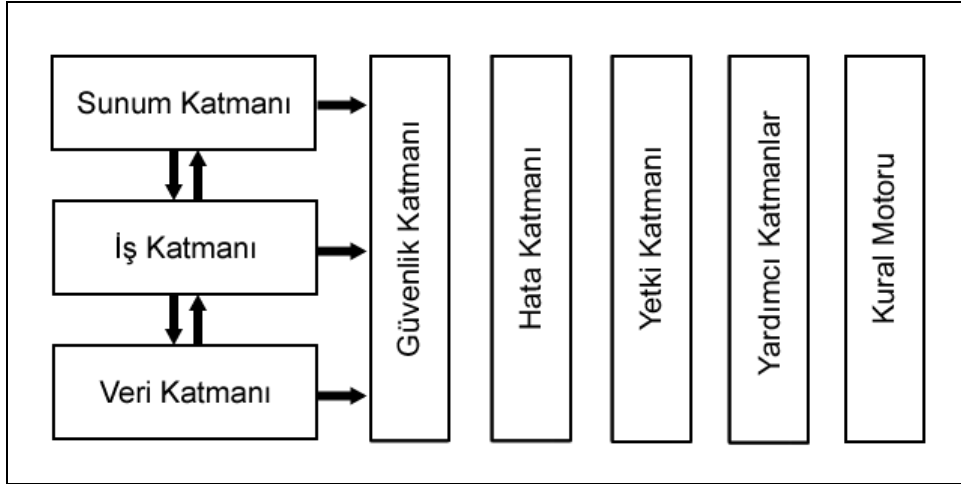 Sunum Katmanı
İş Katmanı
Veri Katmanı
Güvenlik Katmanı
Hata Katmanı
Yetki Katmanı
Yardımcı Katmanlar
Kural Motoru